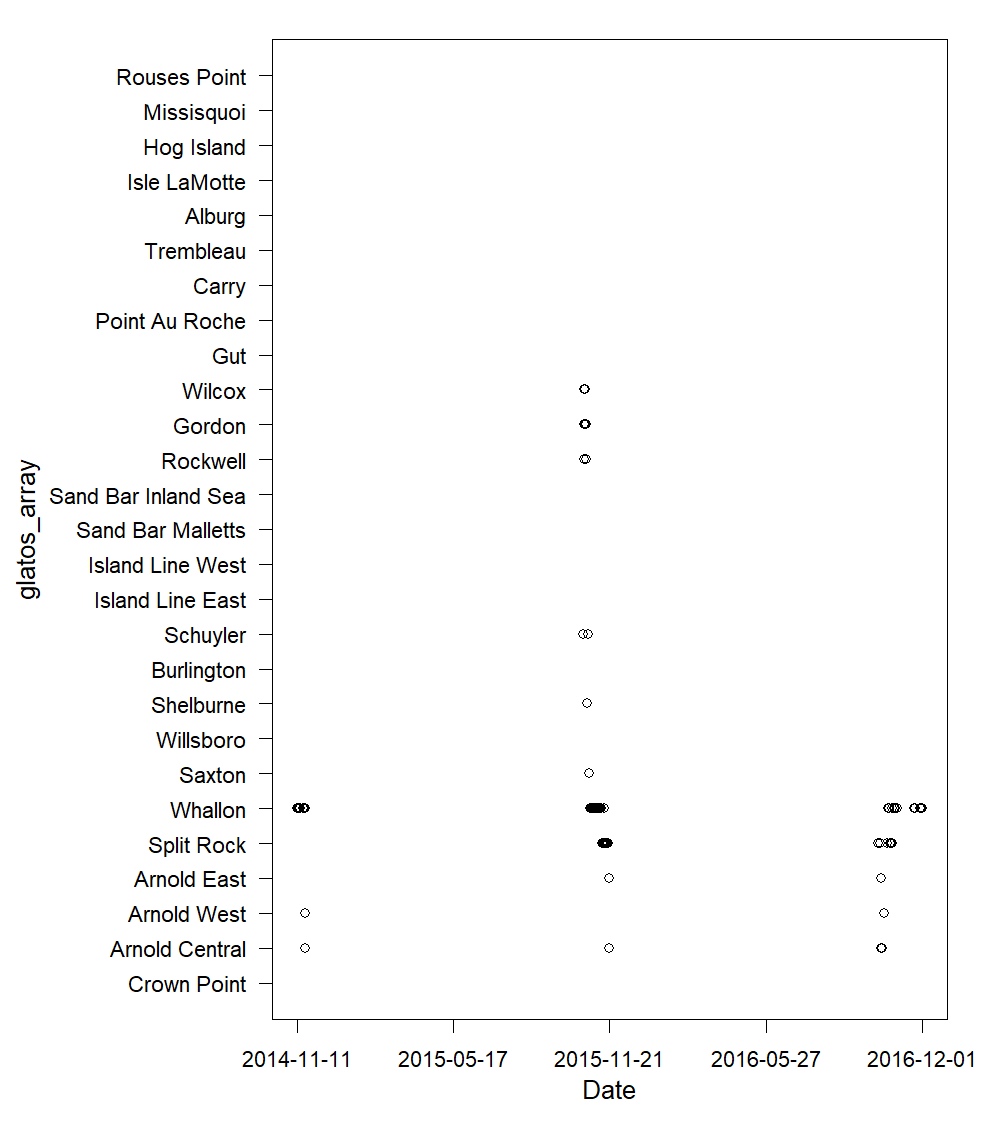 Rouses Point
Missisquoi
Hog Island
Isle LaMotte
Alburg
Trembleau
Carry
Point Au Roche
Gut
Wilcox
Gordon
Rockwell
Sand Bar Inland Sea
Sand Bar Malletts
Island Line West
Island Line East
Schuyler
Burlington
Shelburne
Willsboro
Saxton
Whallon
Split Rock
Arnold East
Arnold West
Arnold Central
Crown Point
glatos_array
2014-11-11 2015-05-17 2015-11-21 2016-05-27 2016-12-01
Date